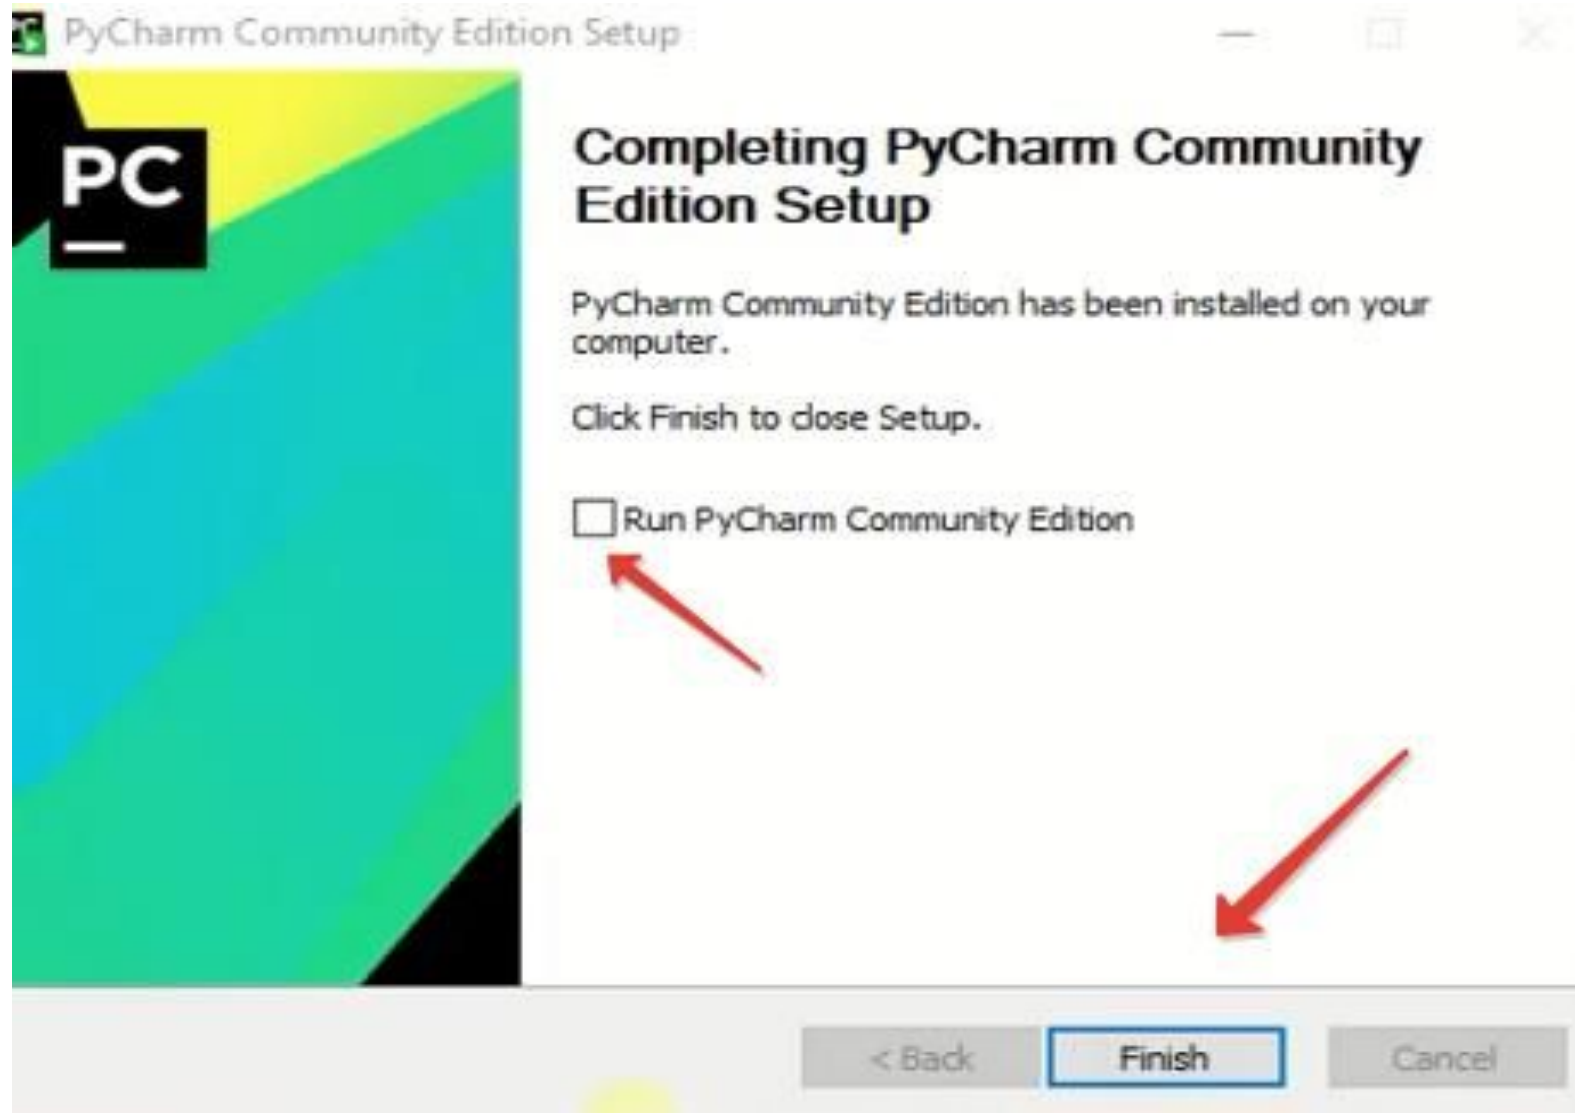 PyCharm Community Edition Setup
PC
Completing PyCharm Community
Edition Setup
PyCharm Community Edition has been installed on your
computer.
Click Finish to close Setup.
Run PyCharm Community Edition
< Back
Finish
Cancel